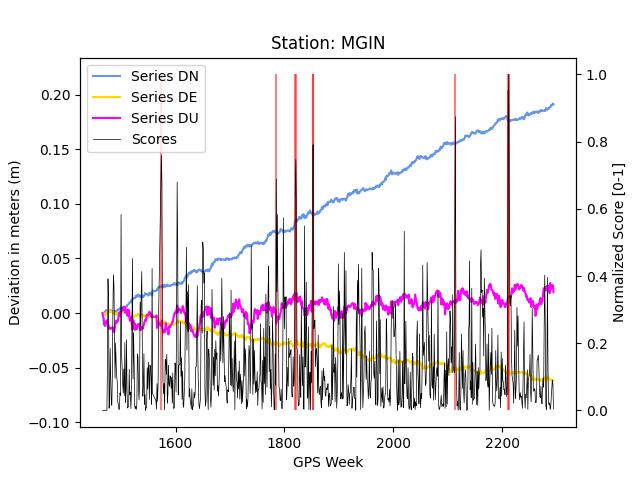 Station: MGIN
Series DN
Series DE
Series DU
Scores
Deviation in meters (m)
0.20
0.15
0.10
0.05
0.00
−0.05
−0.10
1600
1800
2000
2200
GPS Week
1.0
0.8
0.6
0.4
0.2
0.0
Normalized Score [0-1]